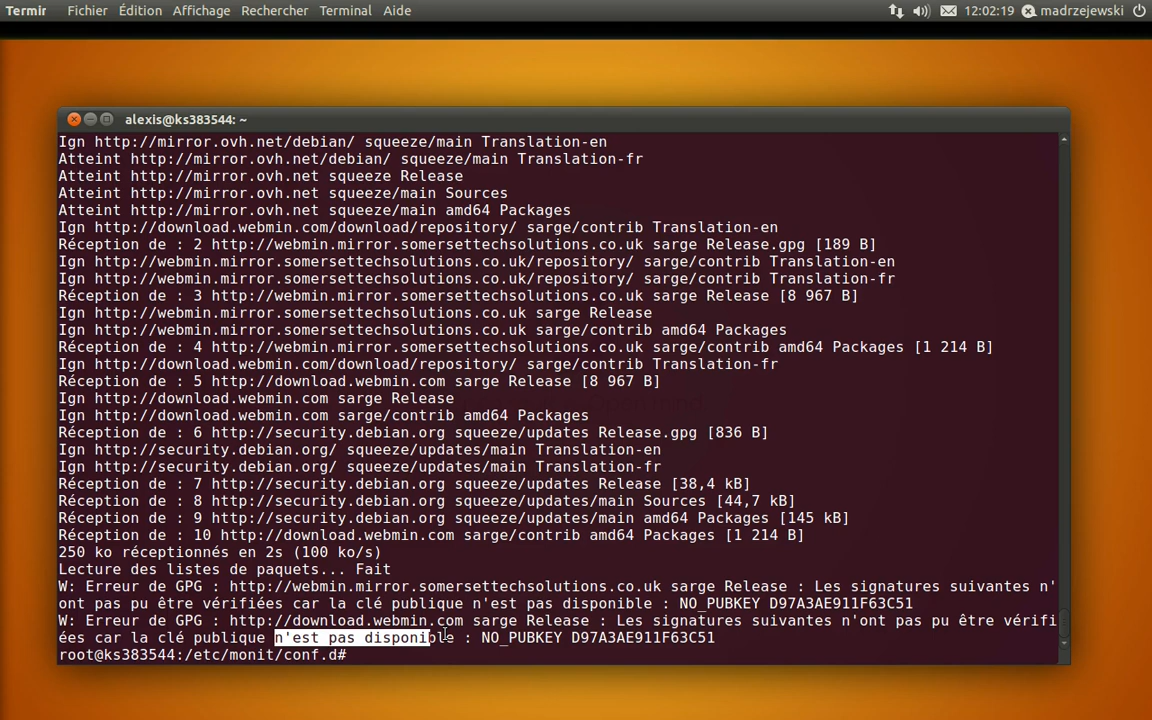 Termir Fichier Édition Affichage Rechercher Terminal Aide 12:02:19 madrzejewski
alexis@ks383544: ~
Ign http://mirror.ovh.net/debian/ squeeze/main Translation-en
Atteint http://mirror.ovh.net/debian/ squeeze/main Translation-fr
Atteint http://mirror.ovh.net squeeze Release
Atteint http://mirror.ovh.net squeeze/main Sources
Atteint http://mirror.ovh.net squeeze/main amd64 Packages
Ign http://download.webmin.com/download/repository/ sarge/contrib Translation-en
Réception de : 2 http://webmin.mirror.somersettechsolutions.co.uk sarge Release.gpg [189 B]
Ign http://webmin.mirror.somersettechsolutions.co.uk/repository/ sarge/contrib Translation-en
Ign http://webmin.mirror.somersettechsolutions.co.uk/repository/ sarge/contrib Translation-fr
Réception de : 3 http://webmin.mirror.somersettechsolutions.co.uk sarge Release [8 967 B]
Ign http://webmin.mirror.somersettechsolutions.co.uk sarge Release
Ign http://webmin.mirror.somersettechsolutions.co.uk sarge/contrib amd64 Packages
Réception de : 4 http://webmin.mirror.somersettechsolutions.co.uk sarge/contrib amd64 Packages [1 214 B]
Ign http://download.webmin.com/download/repository/ sarge/contrib Translation-fr
Réception de : 5 http://download.webmin.com sarge Release [8 967 B]
Ign http://download.webmin.com sarge Release
Ign http://download.webmin.com sarge/contrib amd64 Packages
Réception de : 6 http://security.debian.org squeeze/updates Release.gpg [836 B]
Ign http://security.debian.org/ squeeze/updates/main Translation-en
Ign http://security.debian.org/ squeeze/updates/main Translation-fr
Réception de : 7 http://security.debian.org squeeze/updates Release [38,4 kB]
Réception de : 8 http://security.debian.org squeeze/updates/main Sources [44,7 kB]
Réception de : 9 http://security.debian.org squeeze/updates/main amd64 Packages [145 kB]
Réception de : 10 http://download.webmin.com sarge/contrib amd64 Packages [1 214 B]
250 ko réceptionnés en 2s (100 ko/s)
Lecture des listes de paquets... Fait
W: Erreur de GPG : http://webmin.mirror.somersettechsolutions.co.uk sarge Release : Les signatures suivantes n'
ont pas pu être vérifiées car la clé publique n'est pas disponible : NO_PUBKEY D97A3AE911F63C51
W: Erreur de GPG : http://download.webmin.com sarge Release : Les signatures suivantes n'ont pas pu être vérifi
ées car la clé publique n'est pas disponible : NO_PUBKEY D97A3AE911F63C51
root@ks383544:/etc/monit/conf.d#